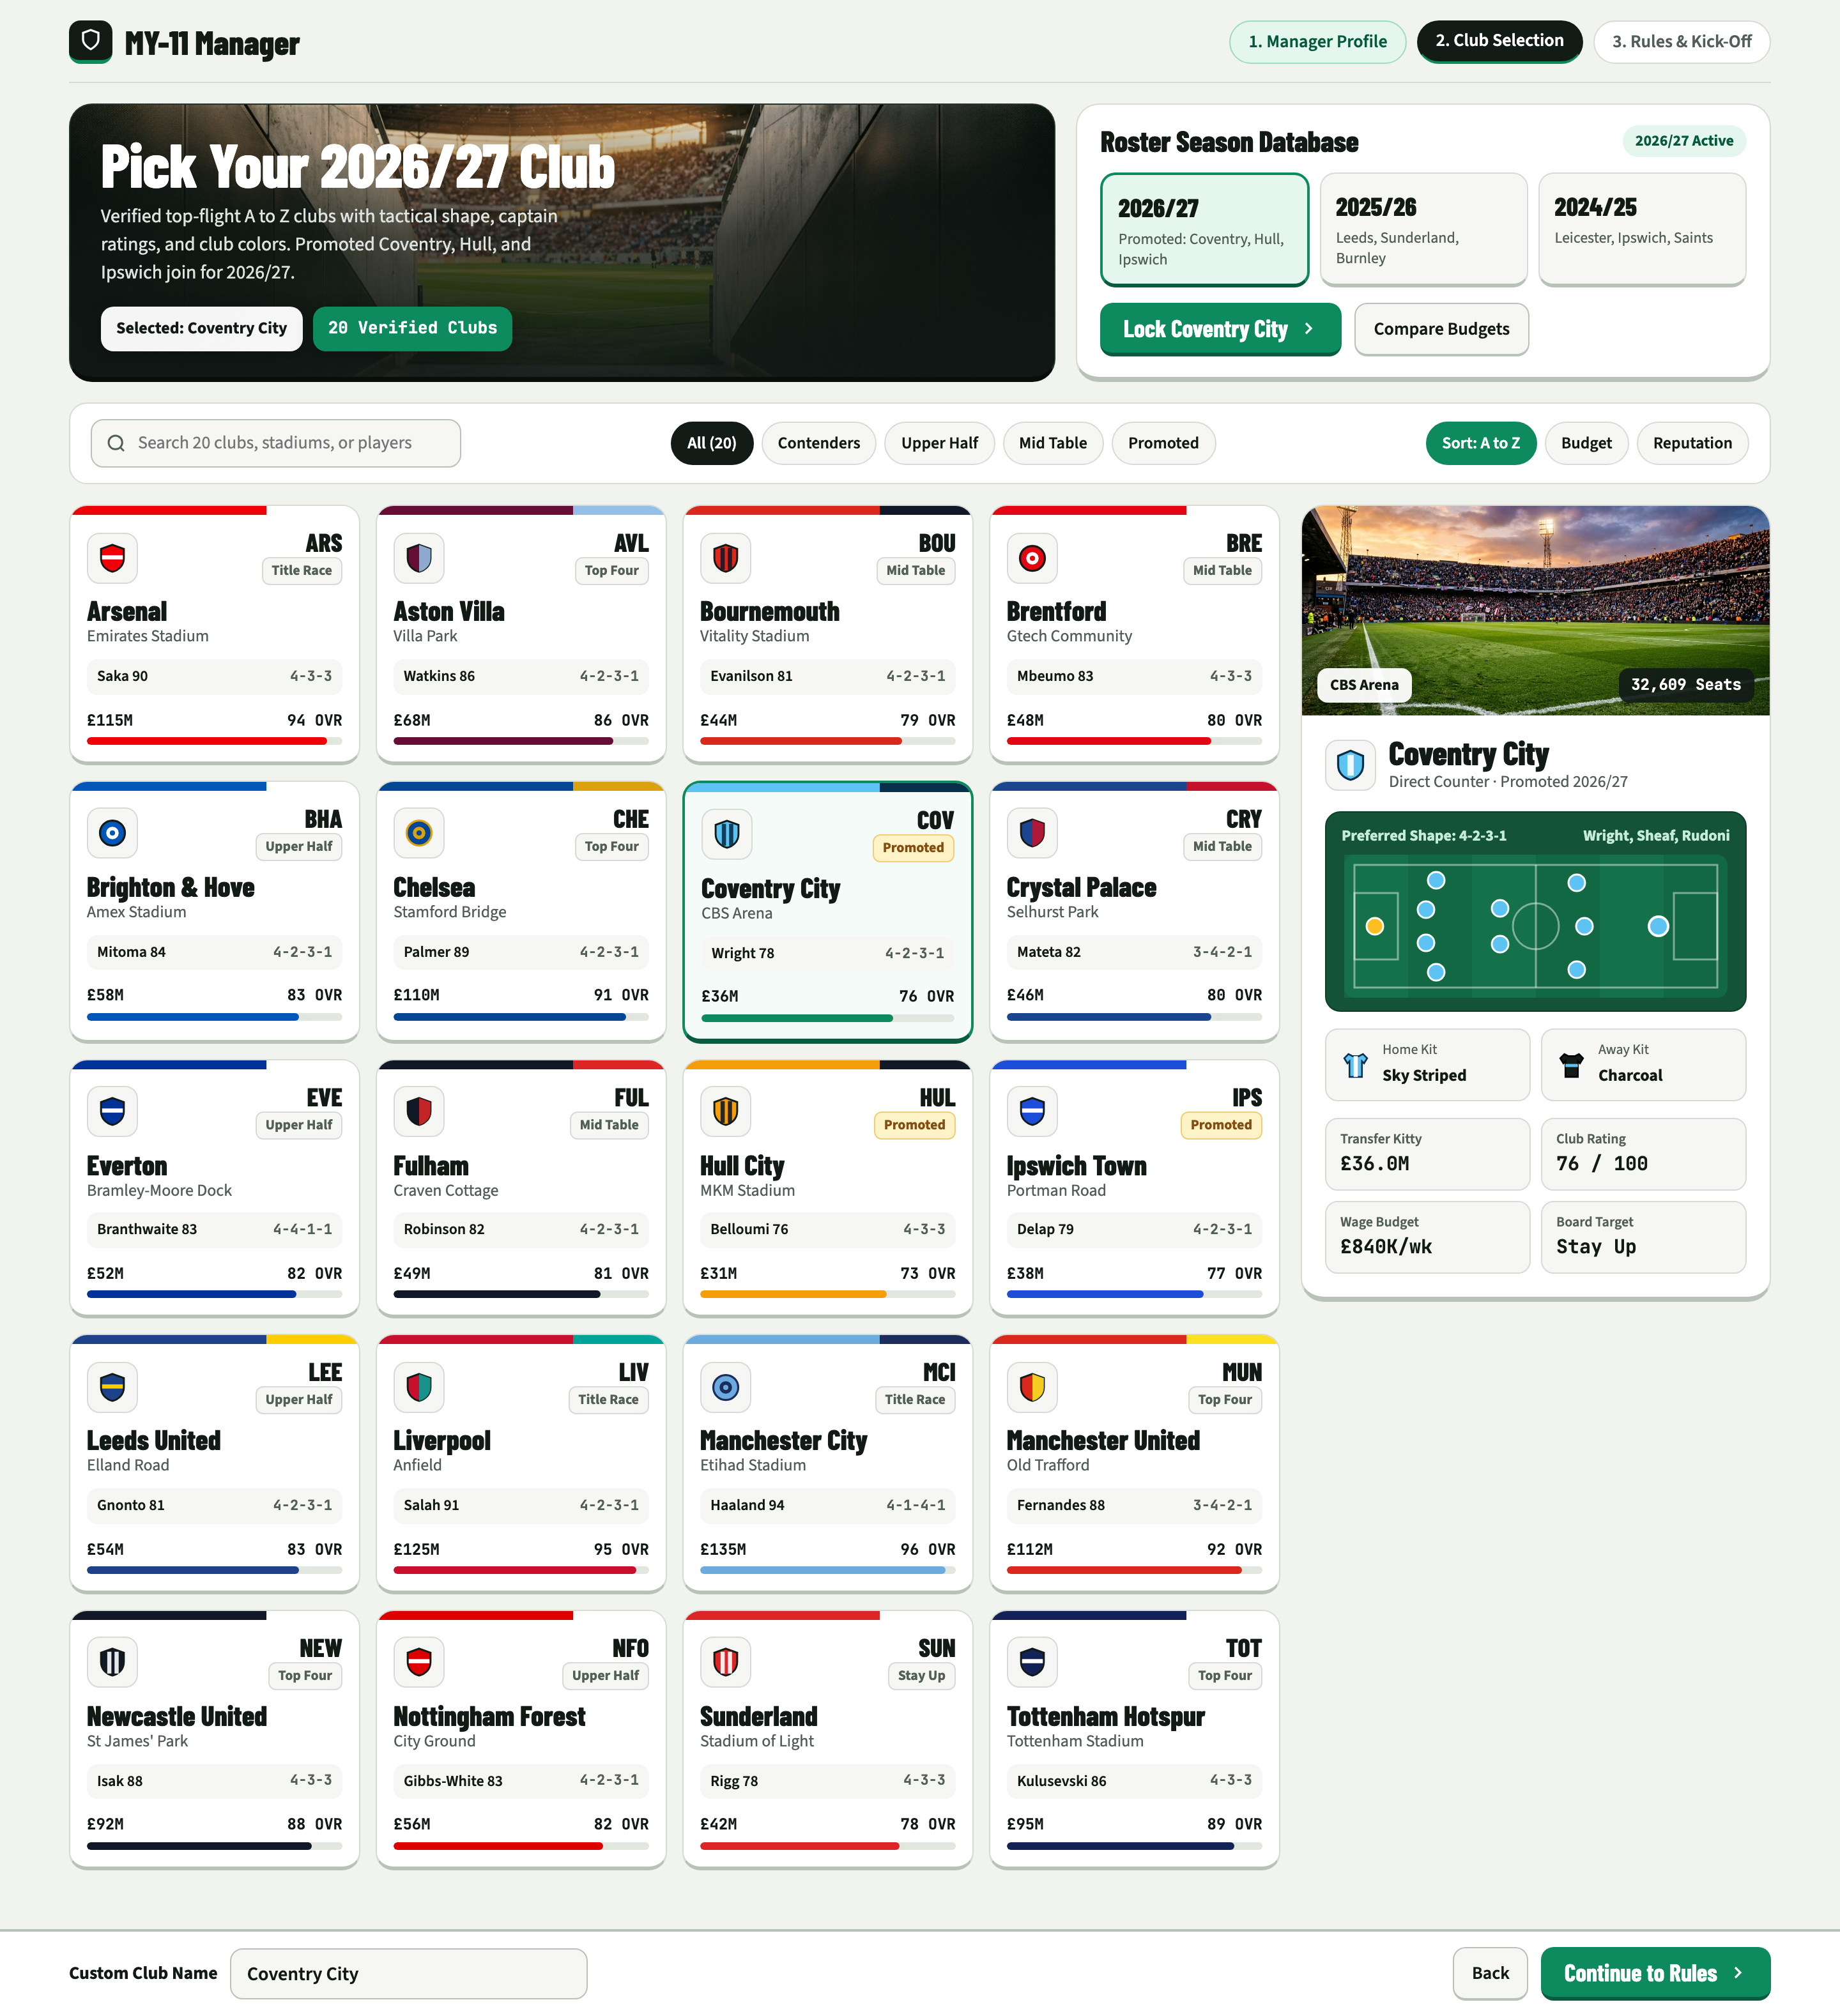 MY-11 Manager
1. Manager Profile
2. Club Selection
3. Rules & Kick-Off
Pick Your 2026/27 Club
Verified top-flight A to Z clubs with tactical shape, captain
ratings, and club colors. Promoted Coventry, Hull, and
Ipswich join for 2026/27.
Selected: Coventry City
20 Verified Clubs
Roster Season Database
2026/27 Active
2026/27
Promoted: Coventry, Hull,
Ipswich
2025/26
Leeds, Sunderland,
Burnley
2024/25
Leicester, Ipswich, Saints
Lock Coventry City
Compare Budgets
Search 20 clubs, stadiums, or players
All (20)
Contenders
Upper Half
Mid Table
Promoted
Sort: A to Z
Budget
Reputation
ARS
Title Race
Arsenal
Emirates Stadium
Saka 90
4-3-3
£115M
94 OVR
AVL
Top Four
Aston Villa
Villa Park
Watkins 86
4-2-3-1
£68M
86 OVR
BOU
Mid Table
Bournemouth
Vitality Stadium
Evanilson 81
4-2-3-1
£44M
79 OVR
BRE
Mid Table
Brentford
Gtech Community
Mbeumo 83
4-3-3
£48M
80 OVR
BHA
Upper Half
Brighton & Hove
Amex Stadium
Mitoma 84
4-2-3-1
£58M
83 OVR
CHE
Top Four
Chelsea
Stamford Bridge
Palmer 89
4-2-3-1
£110M
91 OVR
COV
Promoted
Coventry City
CBS Arena
Wright 78
4-2-3-1
£36M
76 OVR
CRY
Mid Table
Crystal Palace
Selhurst Park
Mateta 82
3-4-2-1
£46M
80 OVR
EVE
Upper Half
Everton
Bramley-Moore Dock
Branthwaite 83
4-4-1-1
£52M
82 OVR
FUL
Mid Table
Fulham
Craven Cottage
Robinson 82
4-2-3-1
£49M
81 OVR
HUL
Promoted
Hull City
MKM Stadium
Belloumi 76
4-3-3
£31M
73 OVR
IPS
Promoted
Ipswich Town
Portman Road
Delap 79
4-2-3-1
£38M
77 OVR
LEE
Upper Half
Leeds United
Elland Road
Gnonto 81
4-2-3-1
£54M
83 OVR
LIV
Title Race
Liverpool
Anfield
Salah 91
4-2-3-1
£125M
95 OVR
MCI
Title Race
Manchester City
Etihad Stadium
Haaland 94
4-1-4-1
£135M
96 OVR
MUN
Top Four
Manchester United
Old Trafford
Fernandes 88
3-4-2-1
£112M
92 OVR
NEW
Top Four
Newcastle United
St James' Park
Isak 88
4-3-3
£92M
88 OVR
NFO
Upper Half
Nottingham Forest
City Ground
Gibbs-White 83
4-2-3-1
£56M
82 OVR
SUN
Stay Up
Sunderland
Stadium of Light
Rigg 78
4-3-3
£42M
78 OVR
TOT
Top Four
Tottenham Hotspur
Tottenham Stadium
Kulusevski 86
4-3-3
£95M
89 OVR
CBS Arena
32,609 Seats
Coventry City
Direct Counter · Promoted 2026/27
Preferred Shape: 4-2-3-1
Wright, Sheaf, Rudoni
Home Kit
Sky Striped
Away Kit
Charcoal
Transfer Kitty
£36.0M
Club Rating
76 / 100
Wage Budget
£840K/wk
Board Target
Stay Up
Custom Club Name
Coventry City
Back
Continue to Rules